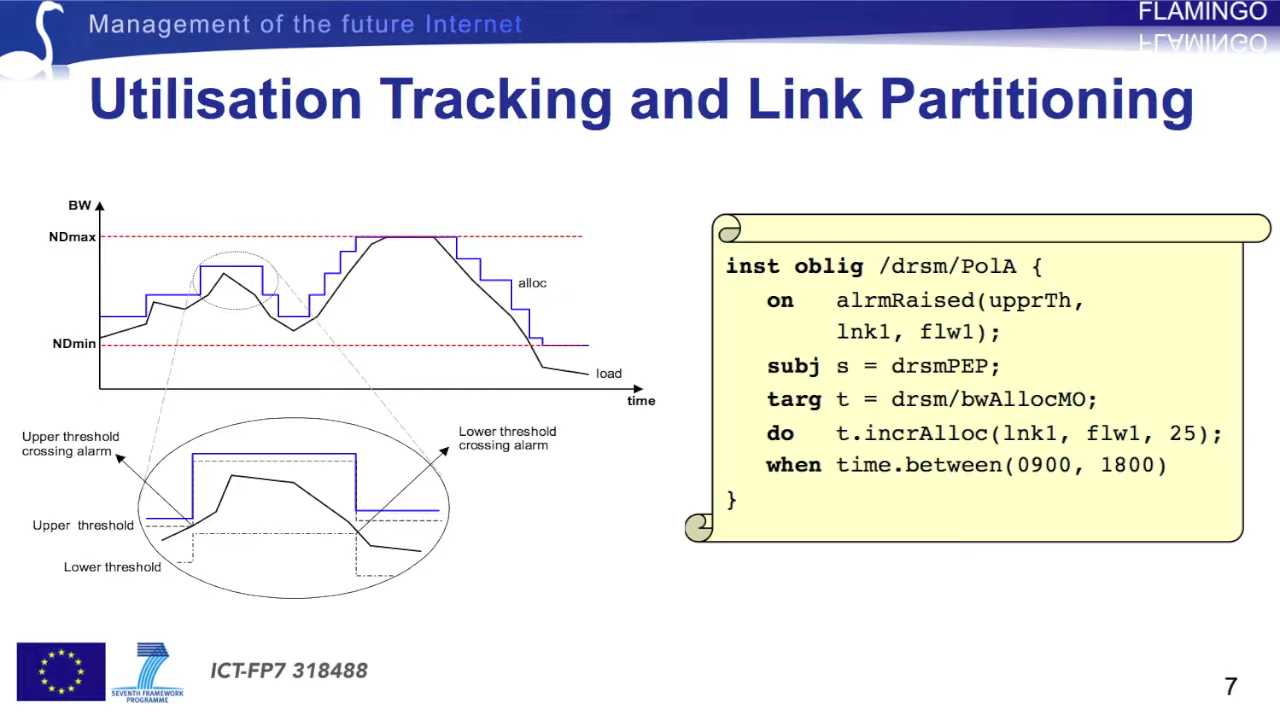 Management of the future Internet
FLAMINGO
Utilisation Tracking and Link Partitioning
BW
NDmax
alloc
NDmin
load
time
Upper threshold
crossing alarm
Lower threshold
crossing alarm
Upper threshold
Lower threshold
inst oblig /drsm/PolA {
on alrmRaised(upprTh,
lnk1, flw1);
subj s = drsmPEP;
targ t = drsm/bwAllocMO;
do t.incrAlloc(lnk1, flw1, 25);
when time.between(0900, 1800)
}
SEVENTH FRAMEWORK
PROGRAMME
ICT-FP7 318488
7